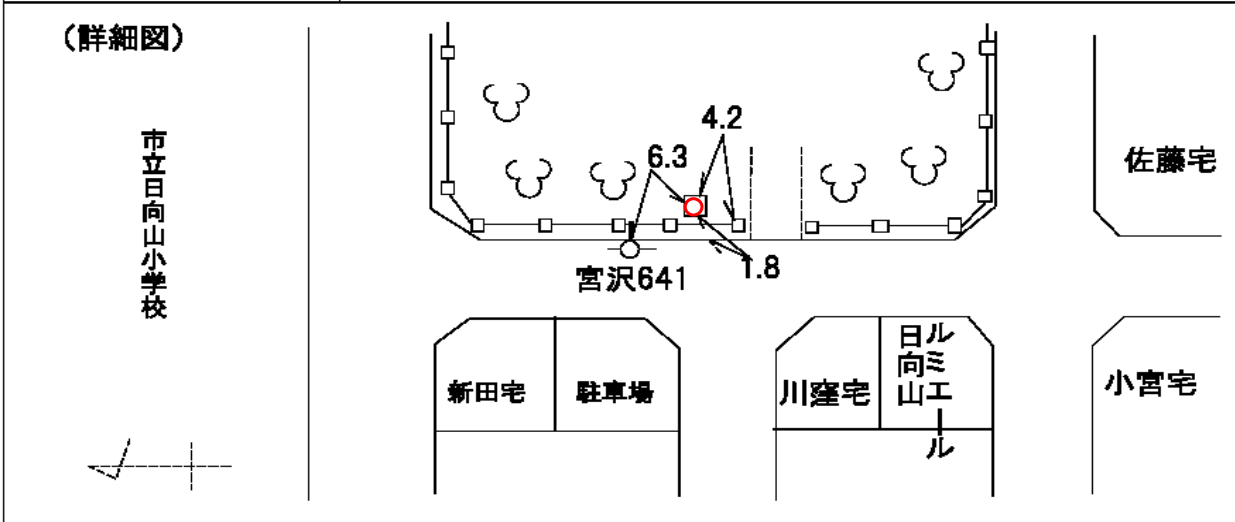 (詳細図)
市立日向山小学校
4.2
6.3
佐藤宅
1.8
宮沢641
新田宅
駐車場
川窪宅
ルミエール
日向山
小宮宅